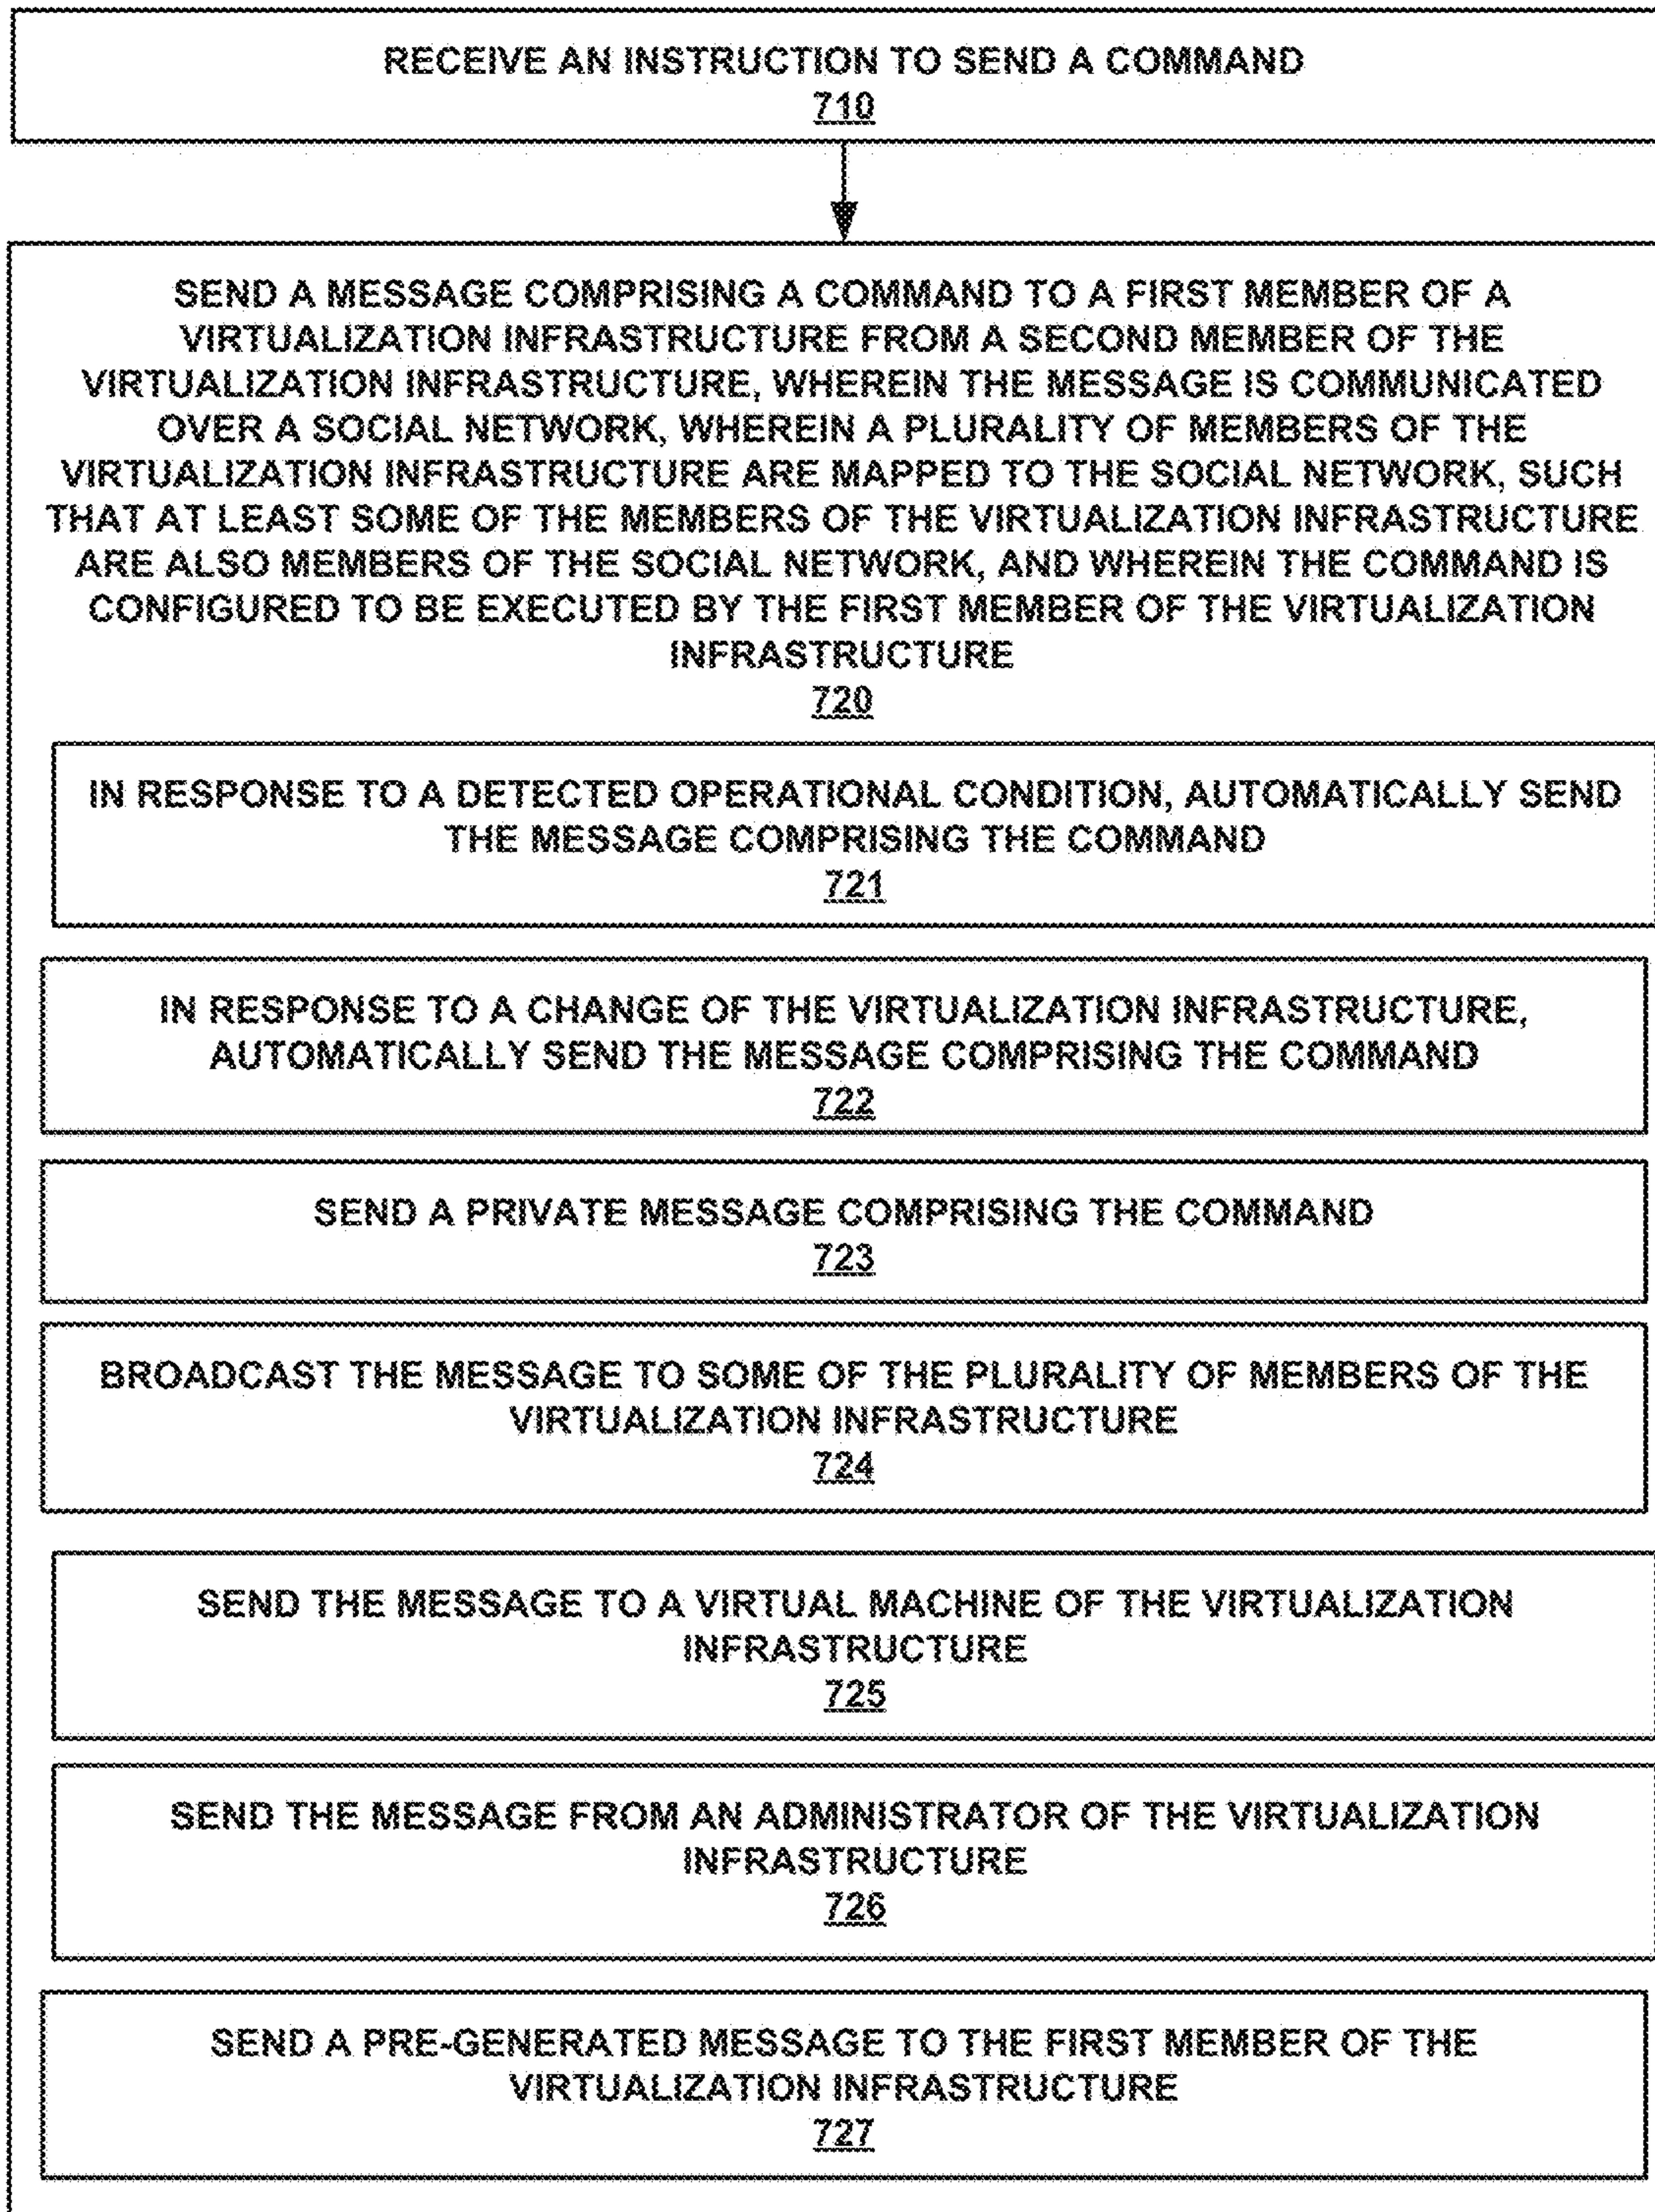 RECEIVE AN INSTRUCTION TO SEND A COMMAND
710
SEND A MESSAGE COMPRISING A COMMAND TO A FIRST MEMBER OF A
VIRTUALIZATION INFRASTRUCTURE FROM A SECOND MEMBER OF THE
VIRTUALIZATION INFRASTRUCTURE, WHEREIN THE MESSAGE IS COMMUNICATED
OVER A SOCIAL NETWORK, WHEREIN A PLURALITY OF MEMBERS OF THE
VIRTUALIZATION INFRASTRUCTURE ARE MAPPED TO THE SOCIAL NETWORK, SUCH
THAT AT LEAST SOME OF THE MEMBERS OF THE VIRTUALIZATION INFRASTRUCTURE
ARE ALSO MEMBERS OF THE SOCIAL NETWORK, AND WHEREIN THE COMMAND IS
CONFIGURED TO BE EXECUTED BY THE FIRST MEMBER OF THE VIRTUALIZATION
INFRASTRUCTURE
720
IN RESPONSE TO A DETECTED OPERATIONAL CONDITION, AUTOMATICALLY SEND
THE MESSAGE COMPRISING THE COMMAND
721
IN RESPONSE TO A CHANGE OF THE VIRTUALIZATION INFRASTRUCTURE,
AUTOMATICALLY SEND THE MESSAGE COMPRISING THE COMMAND
722
SEND A PRIVATE MESSAGE COMPRISING THE COMMAND
723
BROADCAST THE MESSAGE TO SOME OF THE PLURALITY OF MEMBERS OF THE
VIRTUALIZATION INFRASTRUCTURE
724
SEND THE MESSAGE TO A VIRTUAL MACHINE OF THE VIRTUALIZATION
INFRASTRUCTURE
725
SEND THE MESSAGE FROM AN ADMINISTRATOR OF THE VIRTUALIZATION
INFRASTRUCTURE
726
SEND A PRE-GENERATED MESSAGE TO THE FIRST MEMBER OF THE
VIRTUALIZATION INFRASTRUCTURE
727